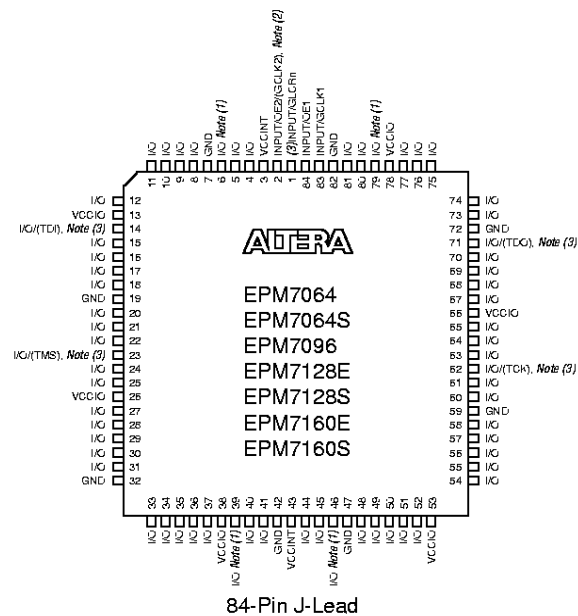 I/O
I/O
I/O
I/O
GND
I/O Note (1)
I/O
I/O
VCCINT
INPUT/OE2/(GCLK2), Note (2)
(3)INPUT/GLCRn
INPUT/OE1
INPUT/GCLK1
GND
I/O
I/O
I/O Note (1)
VCCIO
I/O
I/O
I/O
11 10 9 8 7 6 5 4 3 2 1 84 83 82 81 80 79 78 77 76 75
I/O 12
VCCIO 13
I/O/(TDI), Note (3) 14
I/O 15
I/O 16
I/O 17
I/O 18
GND 19
I/O 20
I/O 21
I/O 22
I/O/(TMS), Note (3) 23
I/O 24
I/O 25
VCCIO 26
I/O 27
I/O 28
I/O 29
I/O 30
I/O 31
GND 32
ALTERA
EPM7064
EPM7064S
EPM7096
EPM7128E
EPM7128S
EPM7160E
EPM7160S
74 I/O
73 I/O
72 GND
71 I/O/(TDO), Note (3)
70 I/O
69 I/O
68 I/O
67 I/O
66 VCCIO
65 I/O
64 I/O
63 I/O
62 I/O/(TCK), Note (3)
61 I/O
60 I/O
59 GND
58 I/O
57 I/O
56 I/O
55 I/O
54 I/O
33 34 35 36 37 38 39 40 41 42 43 44 45 46 47 48 49 50 51 52 53
I/O
I/O
I/O
I/O
I/O
VCCIO
I/O Note (1)
I/O
I/O
GND
VCCINT
I/O
I/O
I/O Note (1)
GND
I/O
I/O
I/O
I/O
I/O
VCCIO
84-Pin J-Lead